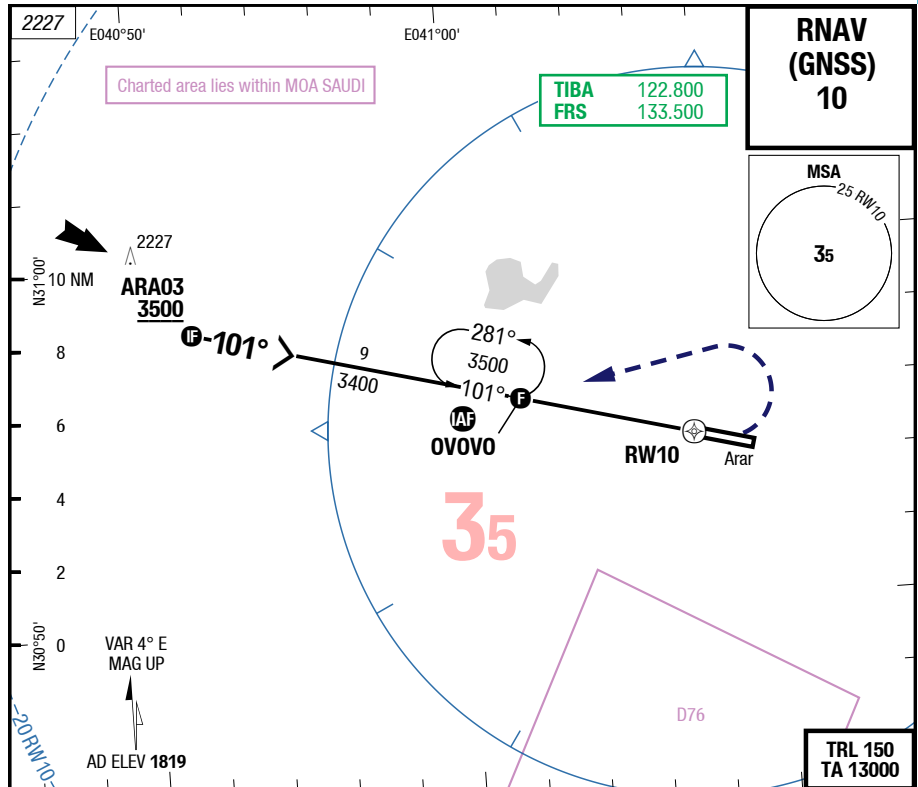 2227
E040°50'
E041°00'
RNAV
(GNSS)
10
Charted area lies within MOA SAUDI
TIBA 122.800
FRS 133.500
MSA
25 RW10
35
2227
N31°00'
10 NM
ARA03
3500
IF
101°
9
3400
281°
3500
101°
F
IAF
OVOVO
RW10
Arar
8
6
4
2
0
35
N30°50'
VAR 4° E
MAG UP
D76
20RW10
AD ELEV 1819
TRL 150
TA 13000